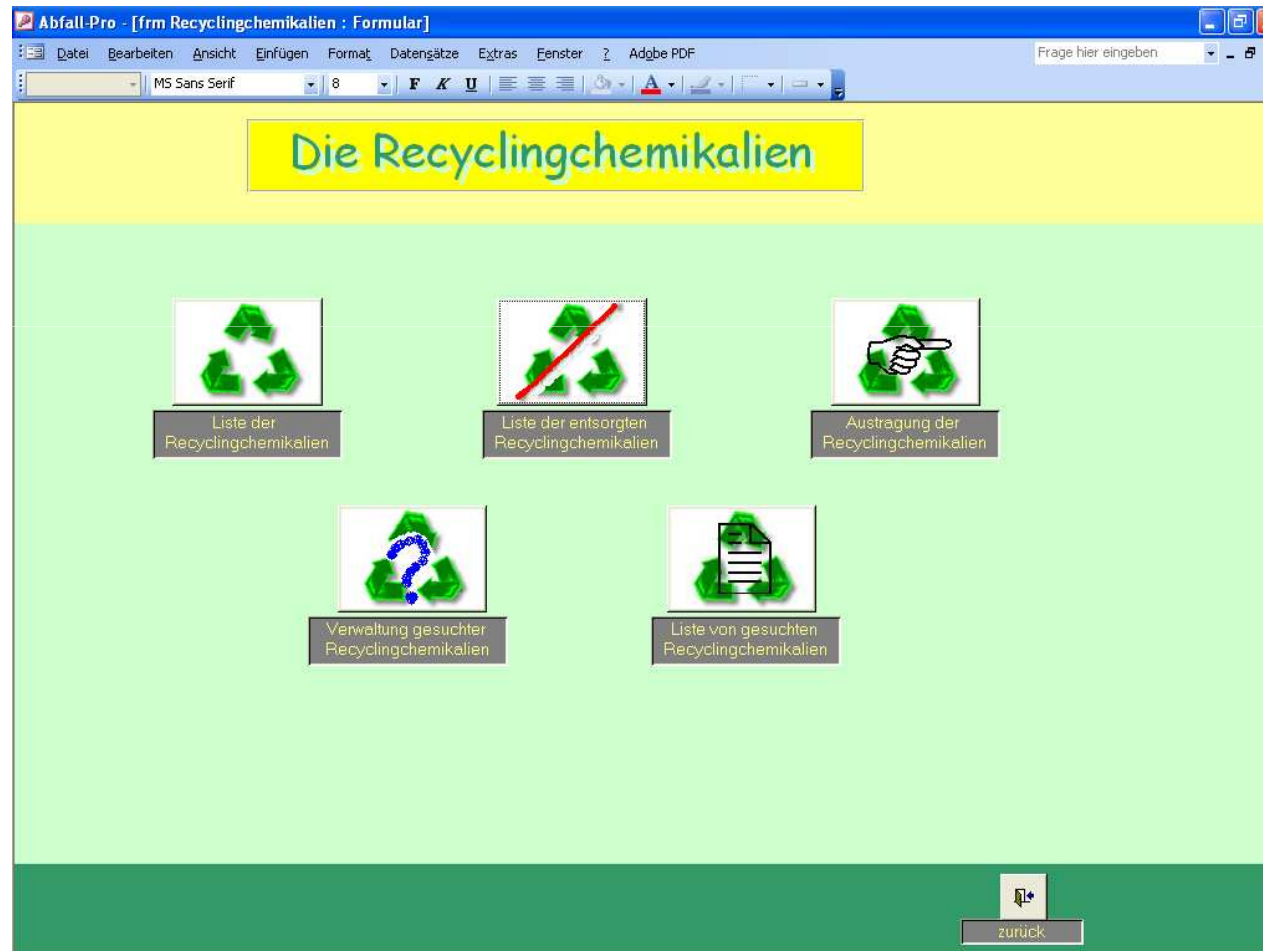 Abfall-Pro - [frm Recyclingchemikalien : Formular]
Datei Bearbeiten Ansicht Einfügen Format Datensätze Extras Fenster ? Adobe PDF Frage hier eingeben
MS Sans Serif 8 F K U A
Die Recyclingchemikalien
Liste der
Recyclingchemikalien
Liste der entsorgten
Recyclingchemikalien
Austragung der
Recyclingchemikalien
Verwaltung gesuchter
Recyclingchemikalien
Liste von gesuchten
Recyclingchemikalien
zurück